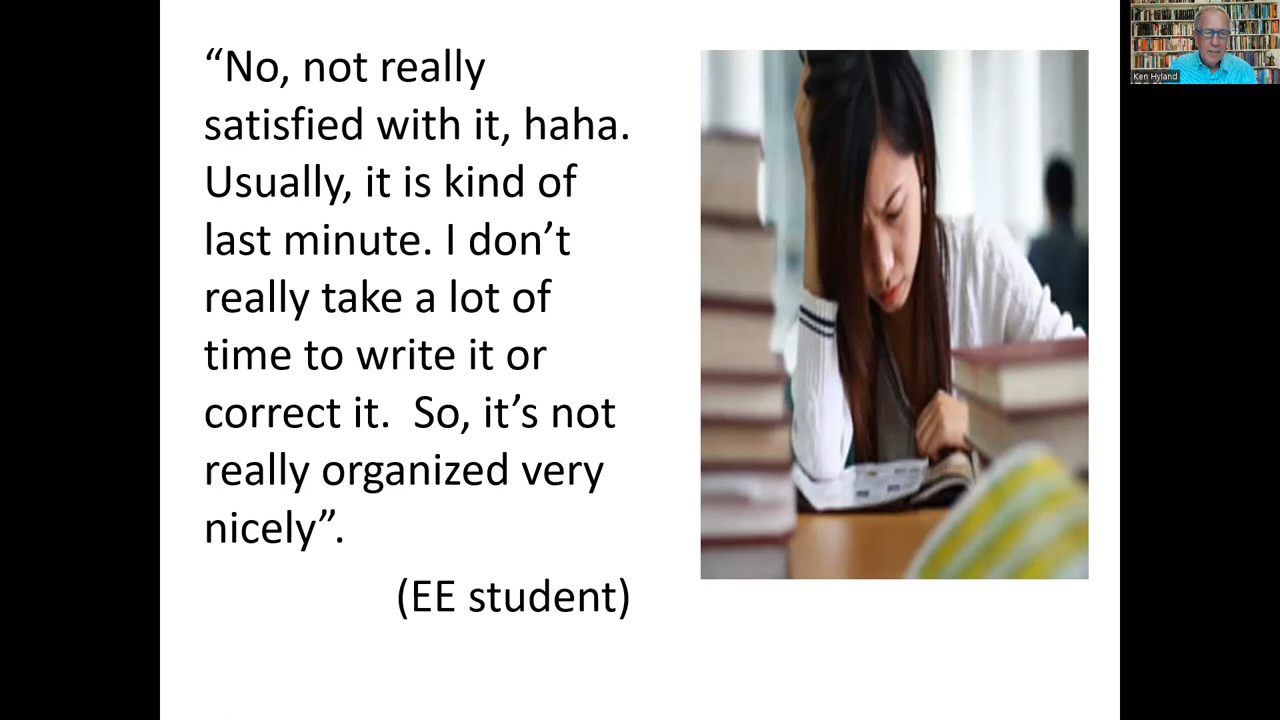 “No, not really
satisfied with it, haha.
Usually, it is kind of
last minute. I don’t
really take a lot of
time to write it or
correct it.  So, it’s not
really organized very
nicely”.
(EE student)
Ken Hyland